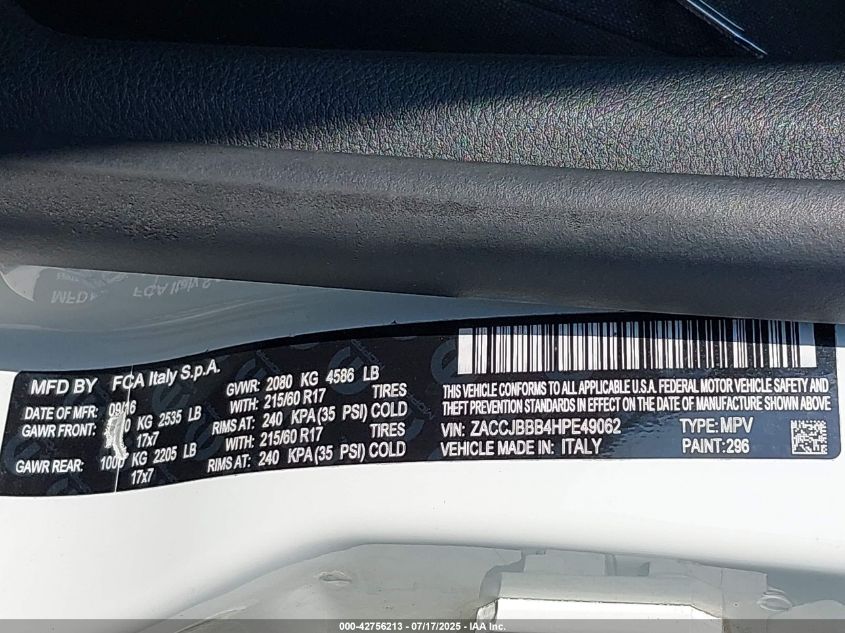 MFD BY FCA Italy S.p.A.
DATE OF MFR: GVWR: 2080 KG 4586 LB
GAWR FRONT: KG 2535 LB WITH: 215/60 R17 TIRES
17x7 RIMS AT: 240 KPA (35 PSI) COLD
GAWR REAR: KG 2205 LB WITH: 215/60 R17 TIRES
17x7 RIMS AT: 240 KPA (35 PSI) COLD
THIS VEHICLE CONFORMS TO ALL APPLICABLE U.S.A. FEDERAL MOTOR VEHICLE SAFETY AND
THEFT PREVENTION STANDARDS IN EFFECT ON THE DATE OF MANUFACTURE SHOWN ABOVE
VIN: ZACCJBBB4HPE49062 TYPE: MPV
VEHICLE MADE IN: ITALY PAINT: 296
000-42756213 - 07/17/2025 - IAA Inc.